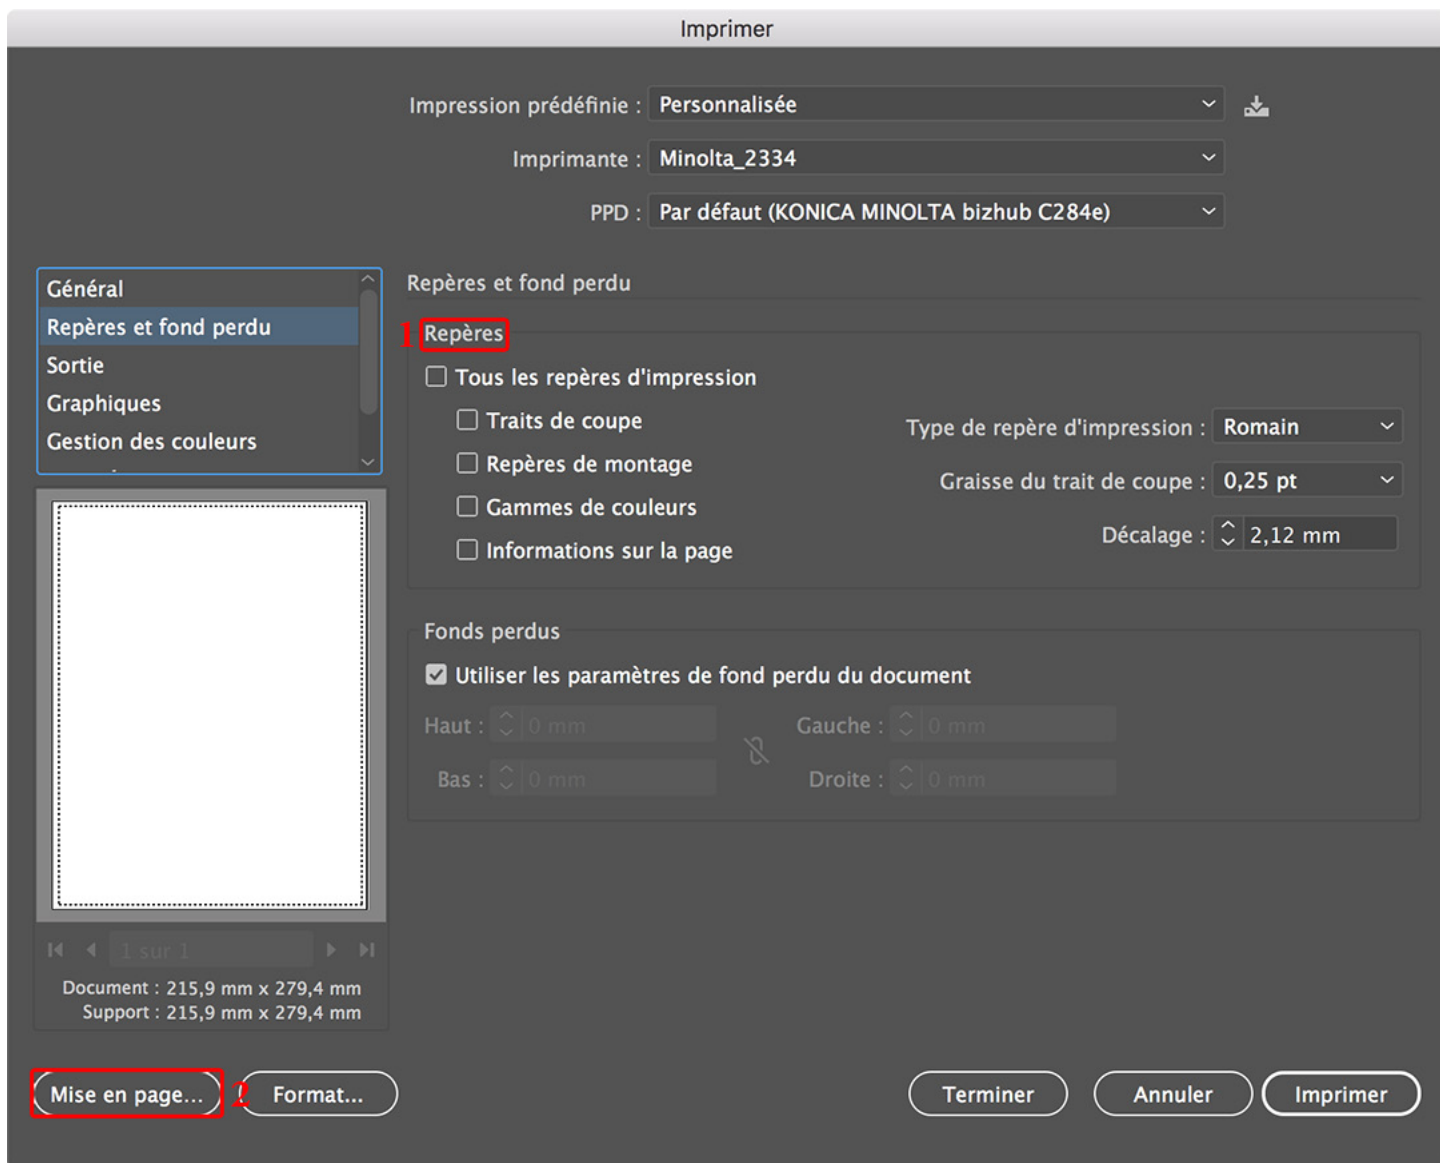 Imprimer
Impression prédéfinie : Personnalisée
Imprimante : Minolta_2334
PPD : Par défaut (KONICA MINOLTA bizhub C284e)
Général
Repères et fond perdu
Sortie
Graphiques
Gestion des couleurs
Repères et fond perdu
1 Repères
Tous les repères d'impression
Traits de coupe
Repères de montage
Gammes de couleurs
Informations sur la page
Type de repère d'impression : Romain
Graisse du trait de coupe : 0,25 pt
Décalage : 2,12 mm
Fonds perdus
Utiliser les paramètres de fond perdu du document
Haut : 0 mm Gauche : 0 mm
Bas : 0 mm Droite : 0 mm
1 sur 1
Document : 215,9 mm x 279,4 mm
Support : 215,9 mm x 279,4 mm
Mise en page... 2 Format... Terminer Annuler Imprimer